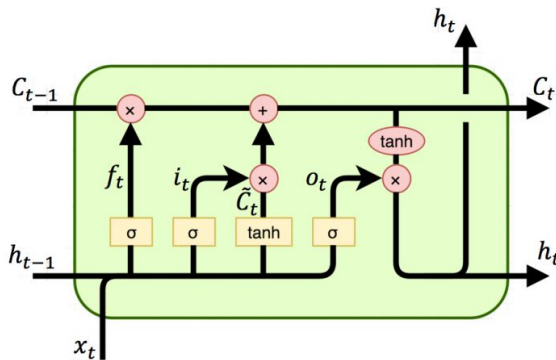 h_t
C_{t-1} × + C_t
tanh
f_t i_t × o_t ×
C̃_t
σ σ tanh σ
h_{t-1} h_t
x_t